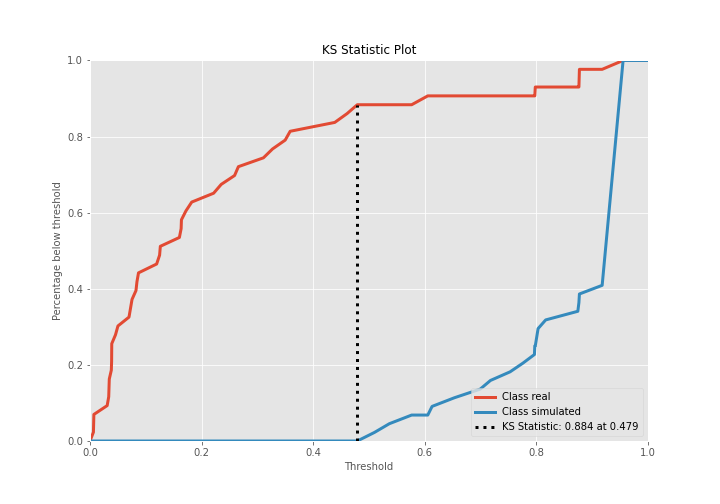 KS Statistic Plot
1.0
0.8
0.6
0.4
0.2
0.0
Percentage below threshold
0.0 0.2 0.4 0.6 0.8 1.0
Threshold
Class real
Class simulated
KS Statistic: 0.884 at 0.479